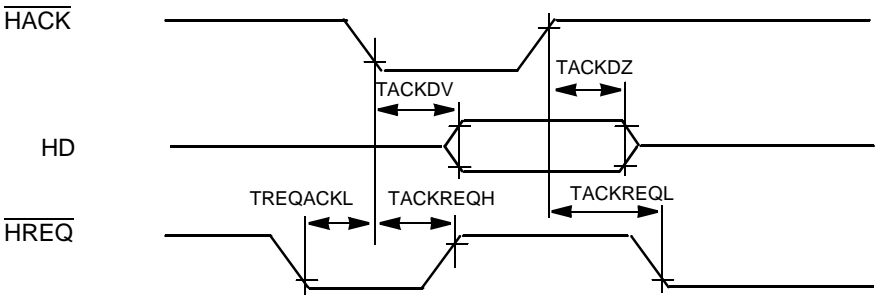 HACK
TACKDZ
TACKDV
HD
TREQACKL TACKREQH TACKREQL
HREQ